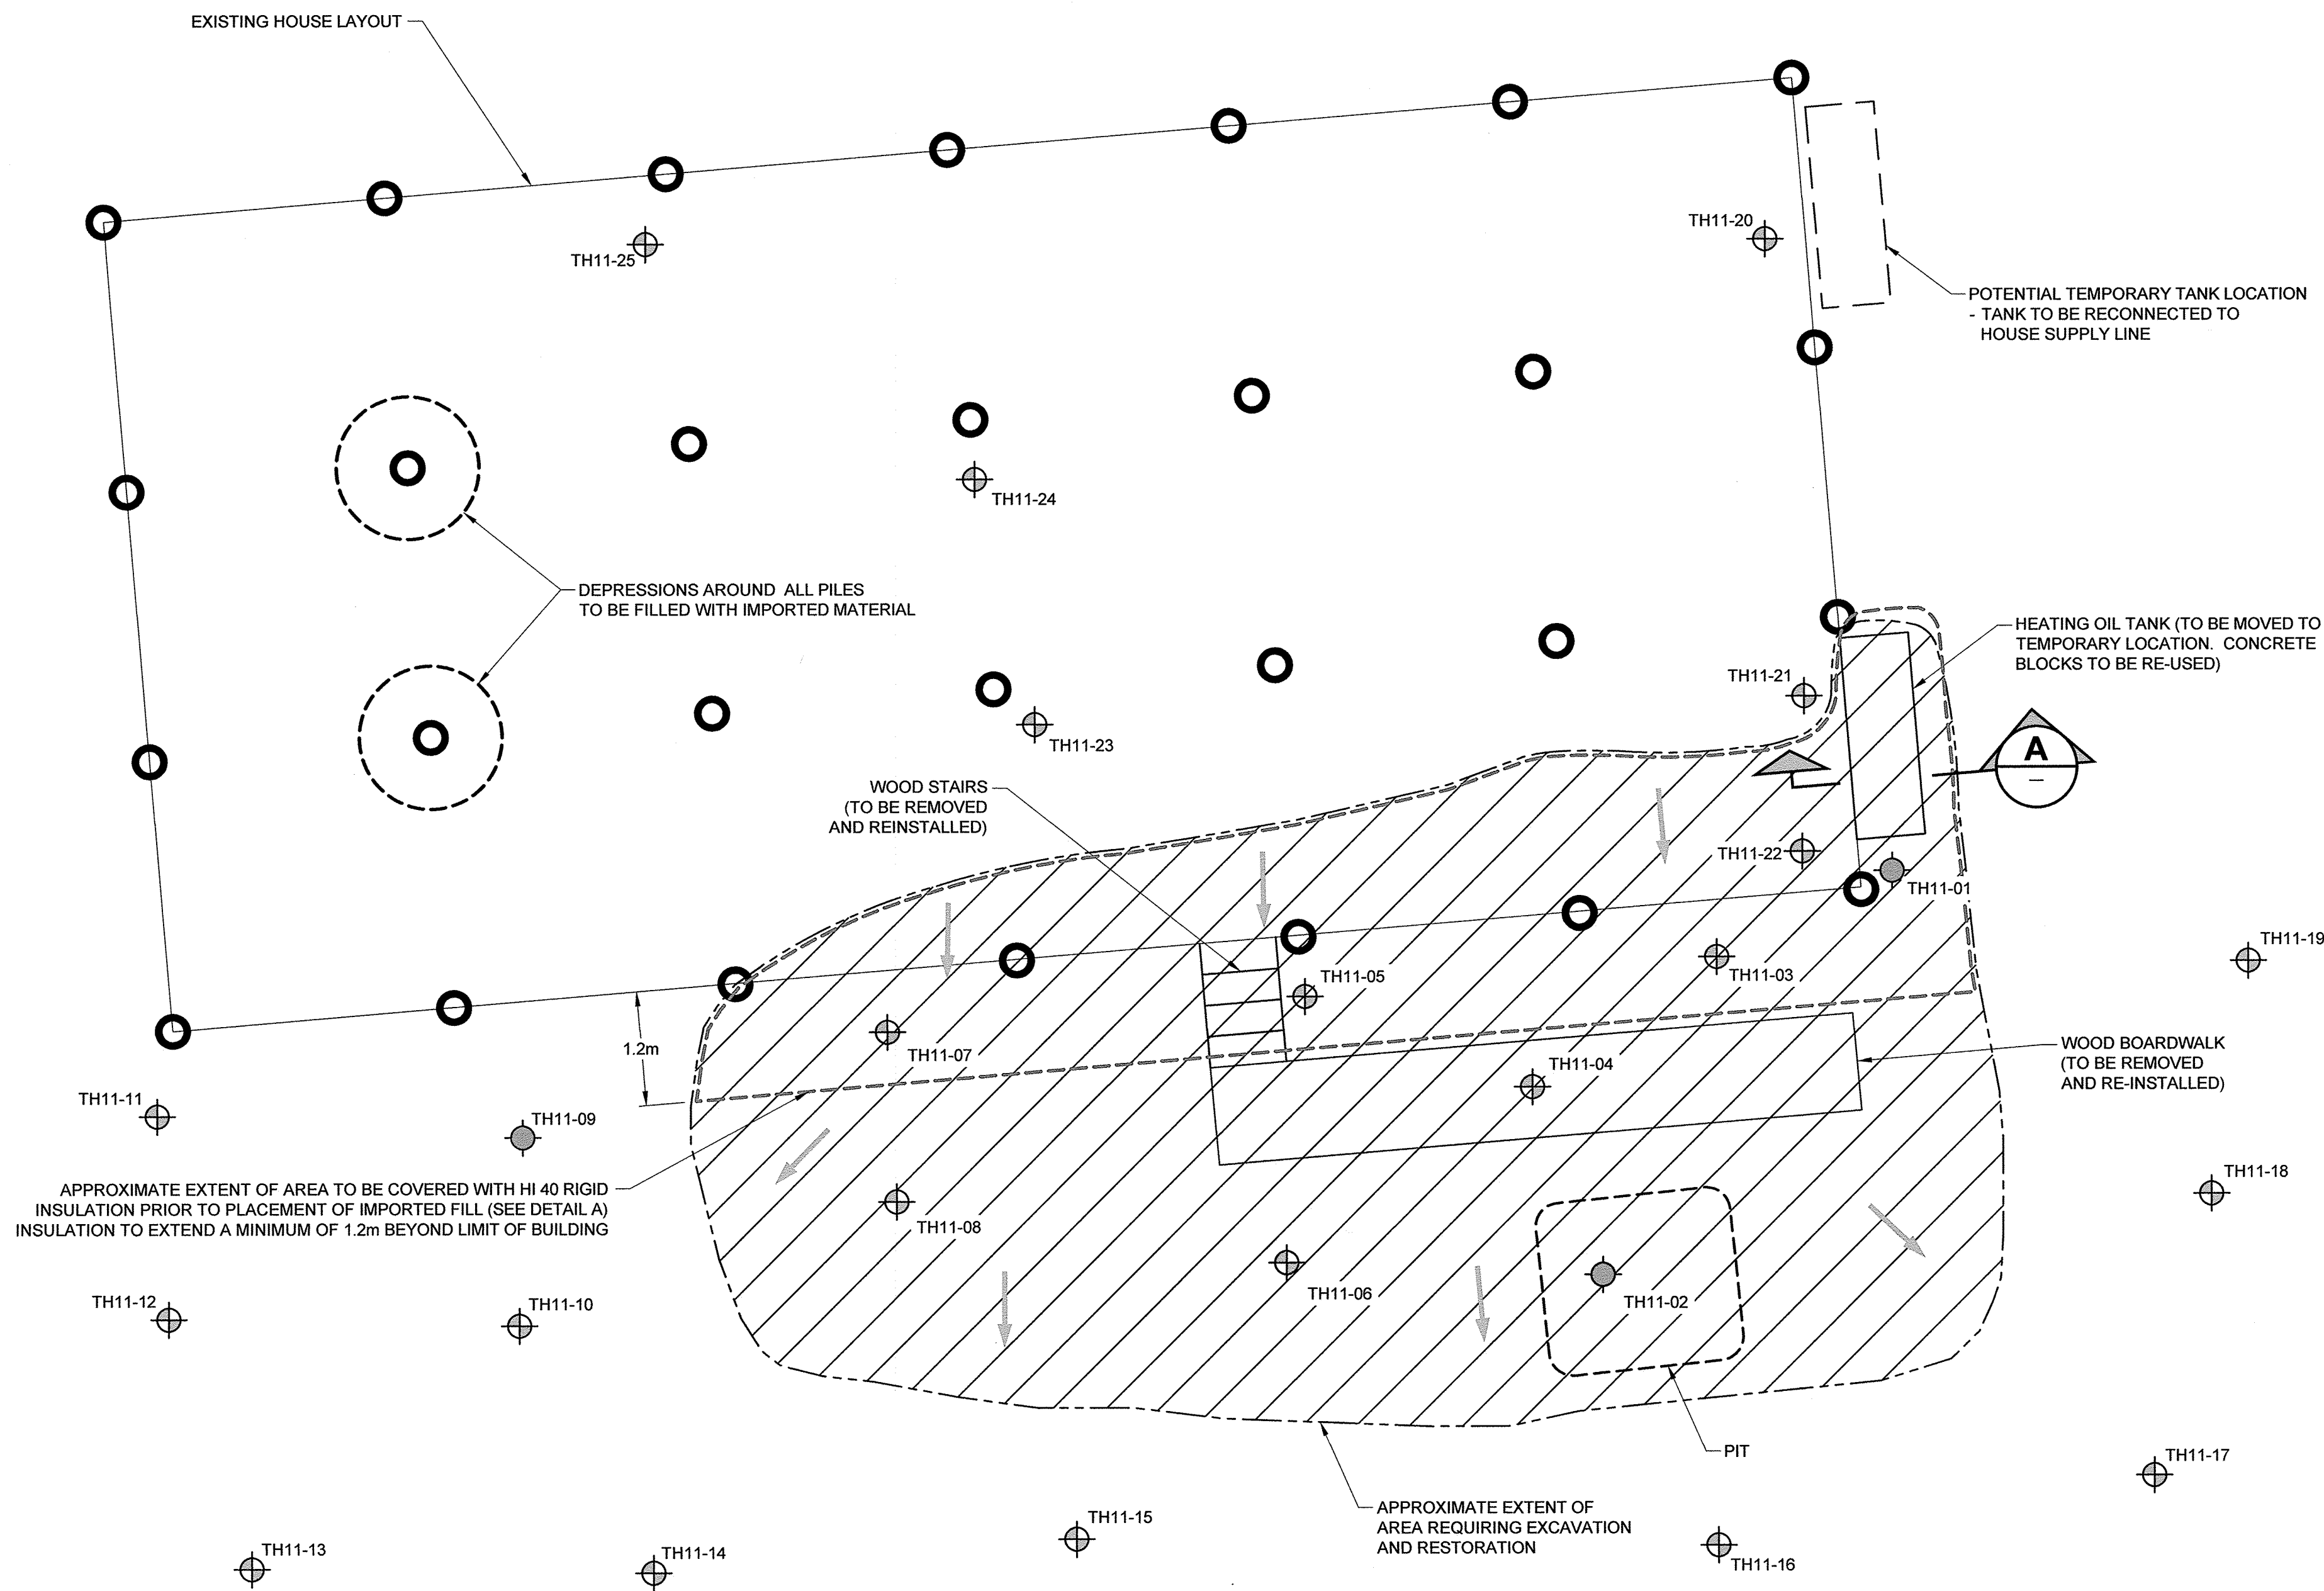 EXISTING HOUSE LAYOUT
TH11-20
TH11-25
POTENTIAL TEMPORARY TANK LOCATION
- TANK TO BE RECONNECTED TO
HOUSE SUPPLY LINE
TH11-24
DEPRESSIONS AROUND ALL PILES
TO BE FILLED WITH IMPORTED MATERIAL
HEATING OIL TANK (TO BE MOVED TO
TEMPORARY LOCATION. CONCRETE
BLOCKS TO BE RE-USED)
TH11-21
TH11-23
A
–
WOOD STAIRS
(TO BE REMOVED
AND REINSTALLED)
TH11-22
TH11-01
TH11-19
TH11-03
TH11-05
1.2m
TH11-07
WOOD BOARDWALK
(TO BE REMOVED
AND RE-INSTALLED)
TH11-04
TH11-11
TH11-09
TH11-18
APPROXIMATE EXTENT OF AREA TO BE COVERED WITH HI 40 RIGID
INSULATION PRIOR TO PLACEMENT OF IMPORTED FILL (SEE DETAIL A)
INSULATION TO EXTEND A MINIMUM OF 1.2m BEYOND LIMIT OF BUILDING
TH11-08
TH11-12
TH11-10
TH11-06
TH11-02
PIT
TH11-17
APPROXIMATE EXTENT OF
AREA REQUIRING EXCAVATION
AND RESTORATION
TH11-15
TH11-13
TH11-14
TH11-16